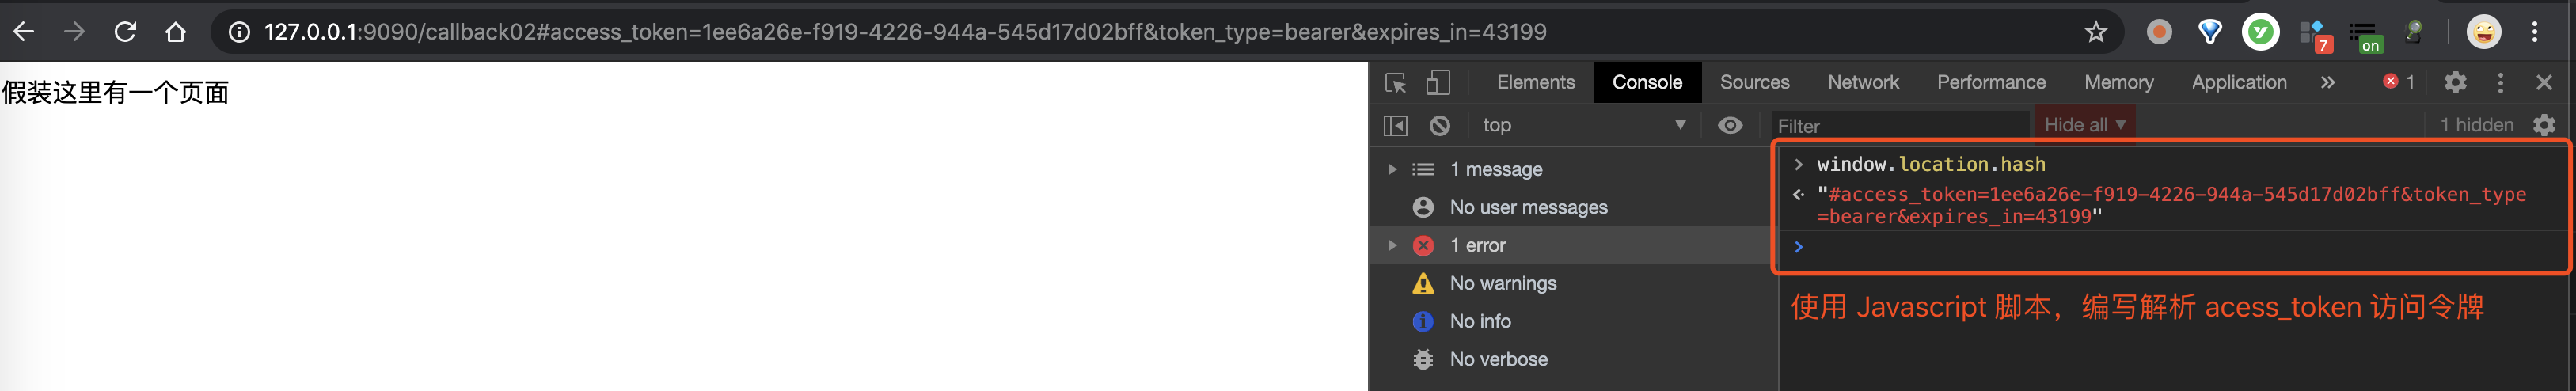 127.0.0.1:9090/callback02#access_token=1ee6a26e-f919-4226-944a-545d17d02bff&token_type=bearer&expires_in=43199
7
on
假装这里有一个页面
Elements Console Sources Network Performance Memory Application » 1
top Filter Hide all ▼ 1 hidden
1 message
No user messages
1 error
No warnings
No info
No verbose
> window.location.hash
"#access_token=1ee6a26e-f919-4226-944a-545d17d02bff&token_type
=bearer&expires_in=43199"
>
使用 Javascript 脚本，编写解析 acess_token 访问令牌